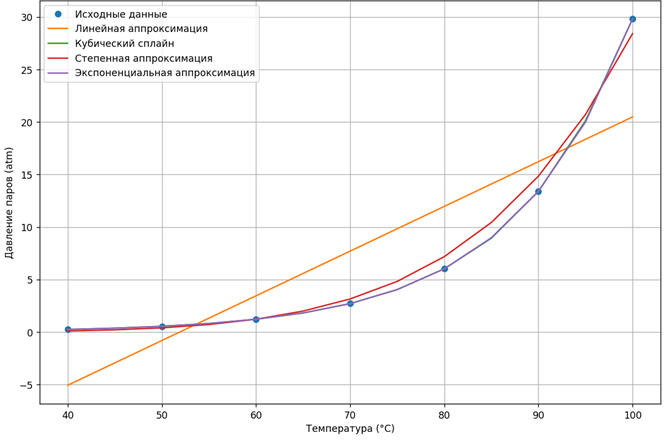 Исходные данные
Линейная аппроксимация
Кубический сплайн
Степенная аппроксимация
Экспоненциальная аппроксимация
Давление паров (atm)
30
25
20
15
10
5
0
−5
40 50 60 70 80 90 100
Температура (°C)